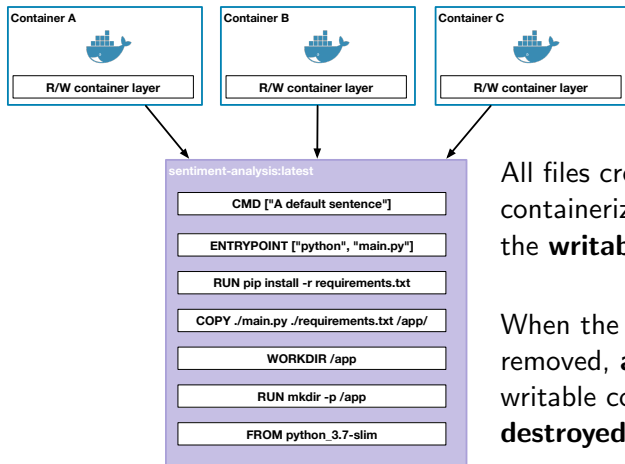 Container A
Container B
Container C
R/W container layer
R/W container layer
R/W container layer
sentiment-analysis:latest
CMD ["A default sentence"]
ENTRYPOINT ["python", "main.py"]
RUN pip install -r requirements.txt
COPY ./main.py ./requirements.txt /app/
WORKDIR /app
RUN mkdir -p /app
FROM python_3.7-slim
All files cr
containeriz
the writab
When the
removed, a
writable co
destroyed